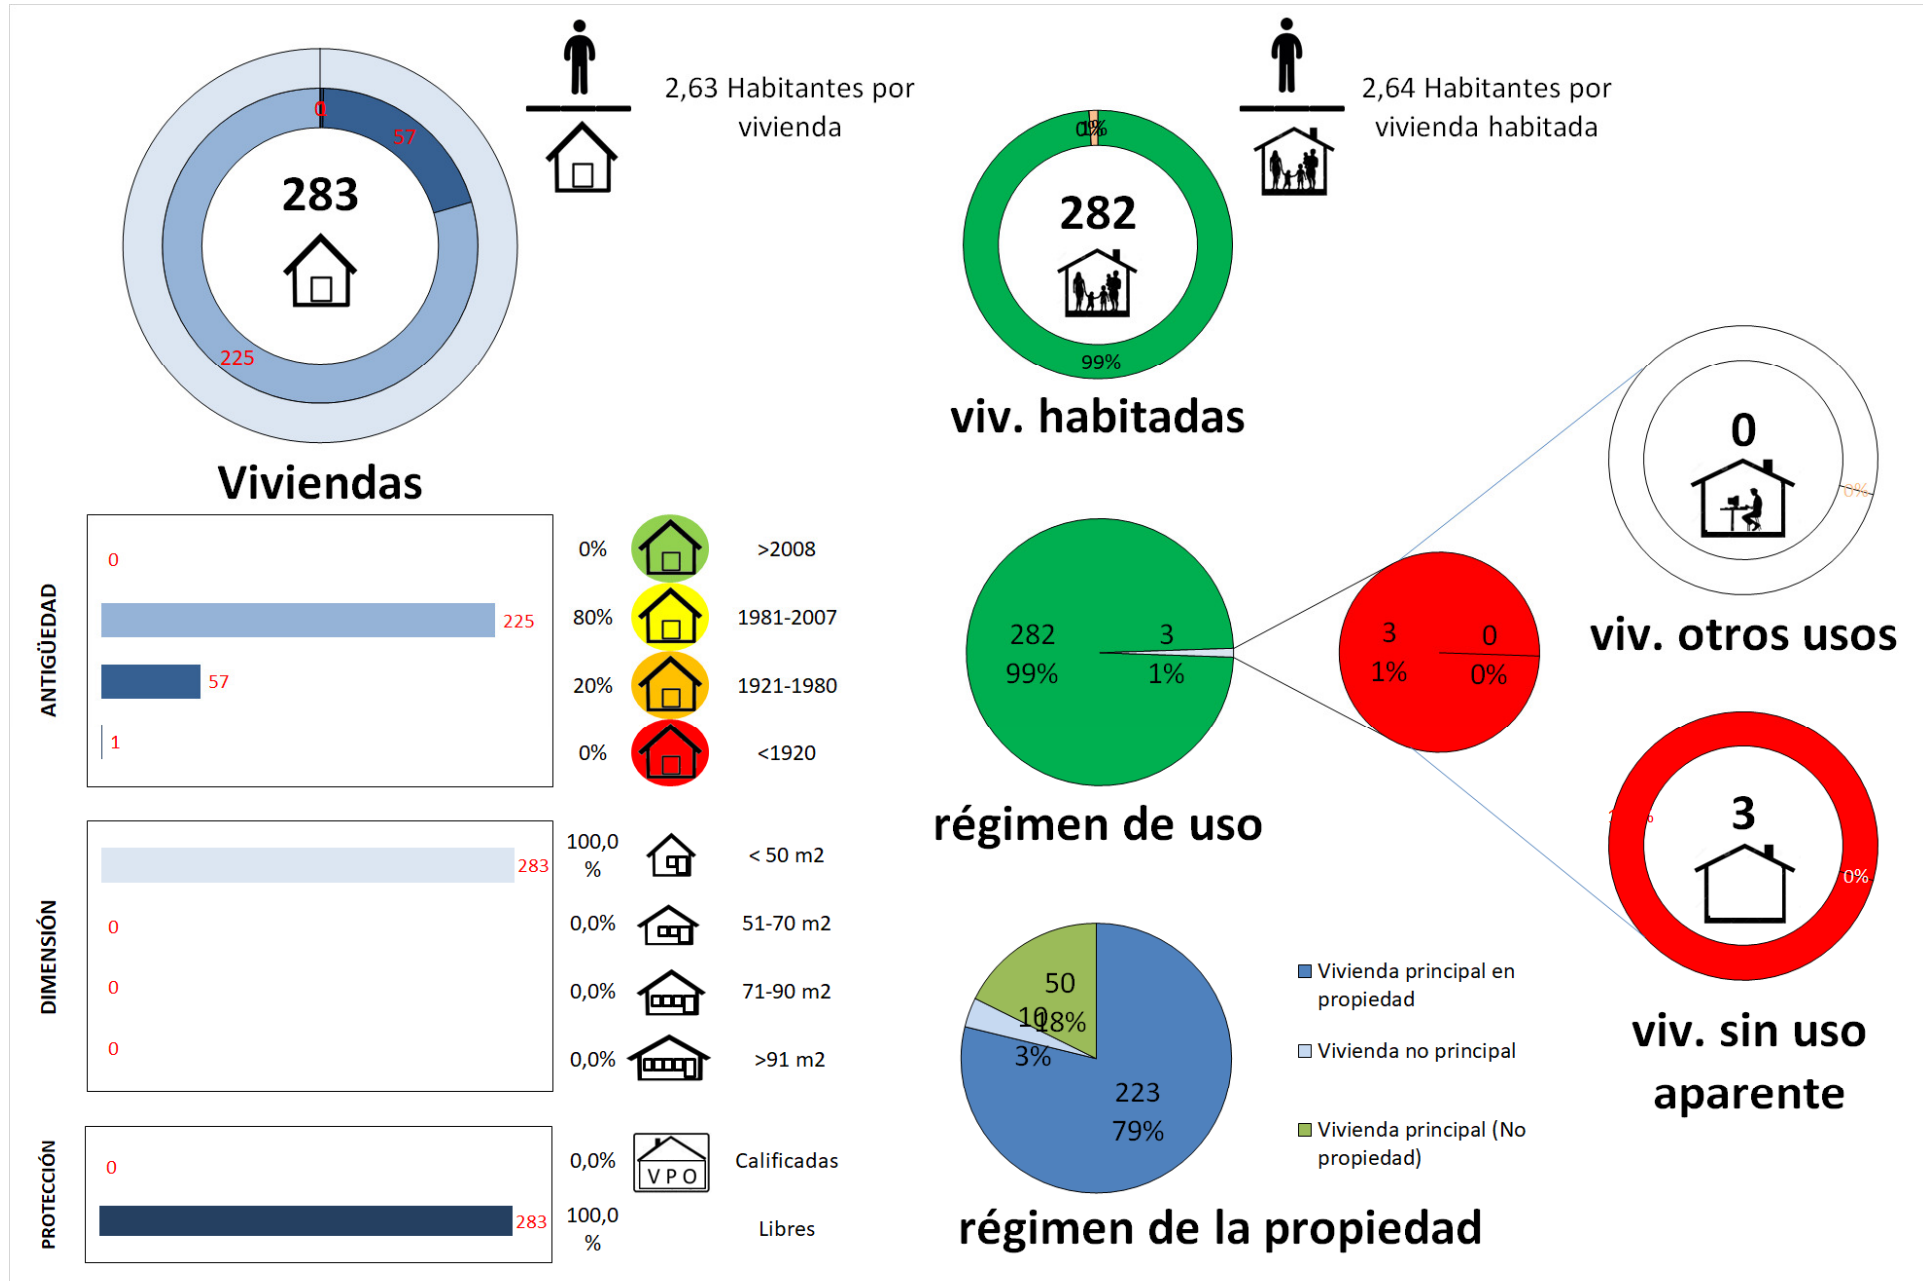 2,63 Habitantes por
vivienda
2,64 Habitantes por
vivienda habitada
0
57
283
225
Viviendas
0%
1%
282
99%
viv. habitadas
0
0%
viv. otros usos
ANTIGÜEDAD
0
0%
>2008
225
80%
1981-2007
57
20%
1921-1980
1
0%
<1920
282
99%
3
1%
régimen de uso
3
1%
0
0%
3
0%
viv. sin uso
aparente
DIMENSIÓN
283
100,0
%
< 50 m2
0
0,0%
51-70 m2
0
0,0%
71-90 m2
0
0,0%
>91 m2
50
18%
10
3%
223
79%
Vivienda principal en
propiedad
Vivienda no principal
Vivienda principal (No
propiedad)
régimen de la propiedad
PROTECCIÓN
0
0,0%
VPO
Calificadas
283
100,0
%
Libres